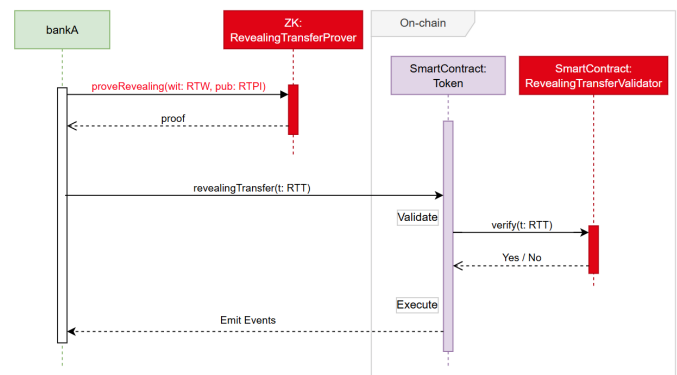 bankA
ZK:
RevealingTransferProver
On-chain
SmartContract:
Token
SmartContract:
RevealingTransferValidator
proveRevealing(wit: RTW, pub: RTPI)
proof
revealingTransfer(t: RTT)
Validate
verify(t: RTT)
Yes / No
Execute
Emit Events